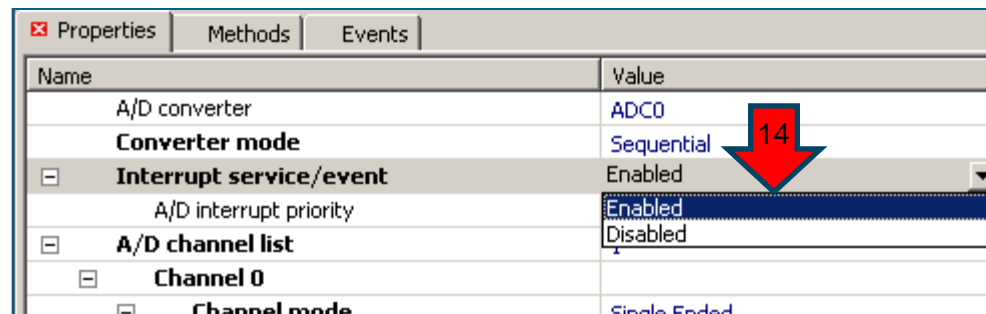 Properties Methods Events
Name Value
A/D converter ADC0
Converter mode Sequential
14
Interrupt service/event Enabled
A/D interrupt priority Enabled
Disabled
A/D channel list
Channel 0
Channel mode Single Ended